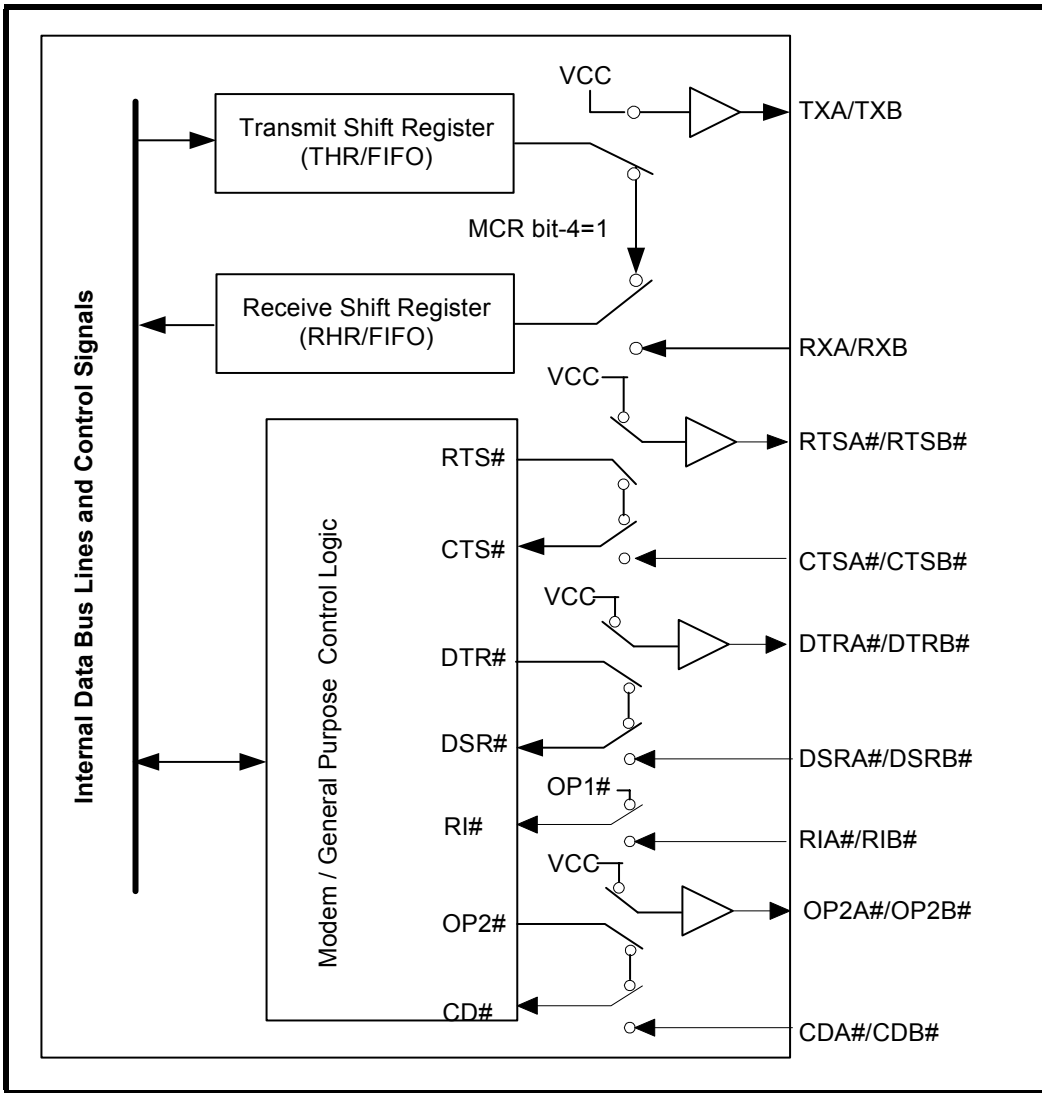 VCC
TXA/TXB
Transmit Shift Register
(THR/FIFO)
MCR bit-4=1
Receive Shift Register
(RHR/FIFO)
RXA/RXB
VCC
RTSA#/RTSB#
RTS#
CTS#
CTSA#/CTSB#
VCC
DTRA#/DTRB#
DTR#
DSR#
DSRA#/DSRB#
OP1#
RI#
RIA#/RIB#
VCC
OP2A#/OP2B#
OP2#
CD#
CDA#/CDB#
Internal Data Bus Lines and Control Signals
Modem / General Purpose Control Logic